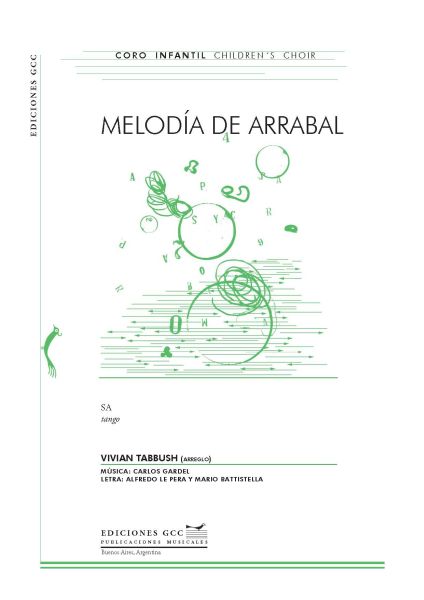 CORO INFANTIL CHILDREN'S CHOIR
EDICIONES GCC
MELODÍA DE ARRABAL
A
A
P
P A
S Y G R
A
P
R
O
R
B
M
V
O
SA
tango
VIVIAN TABBUSH (ARREGLO)
MÚSICA: CARLOS GARDEL
LETRA: ALFREDO LE PERA Y MARIO BATTISTELLA
EDICIONES GCC
PUBLICACIONES MUSICALES
Buenos Aires, Argentina